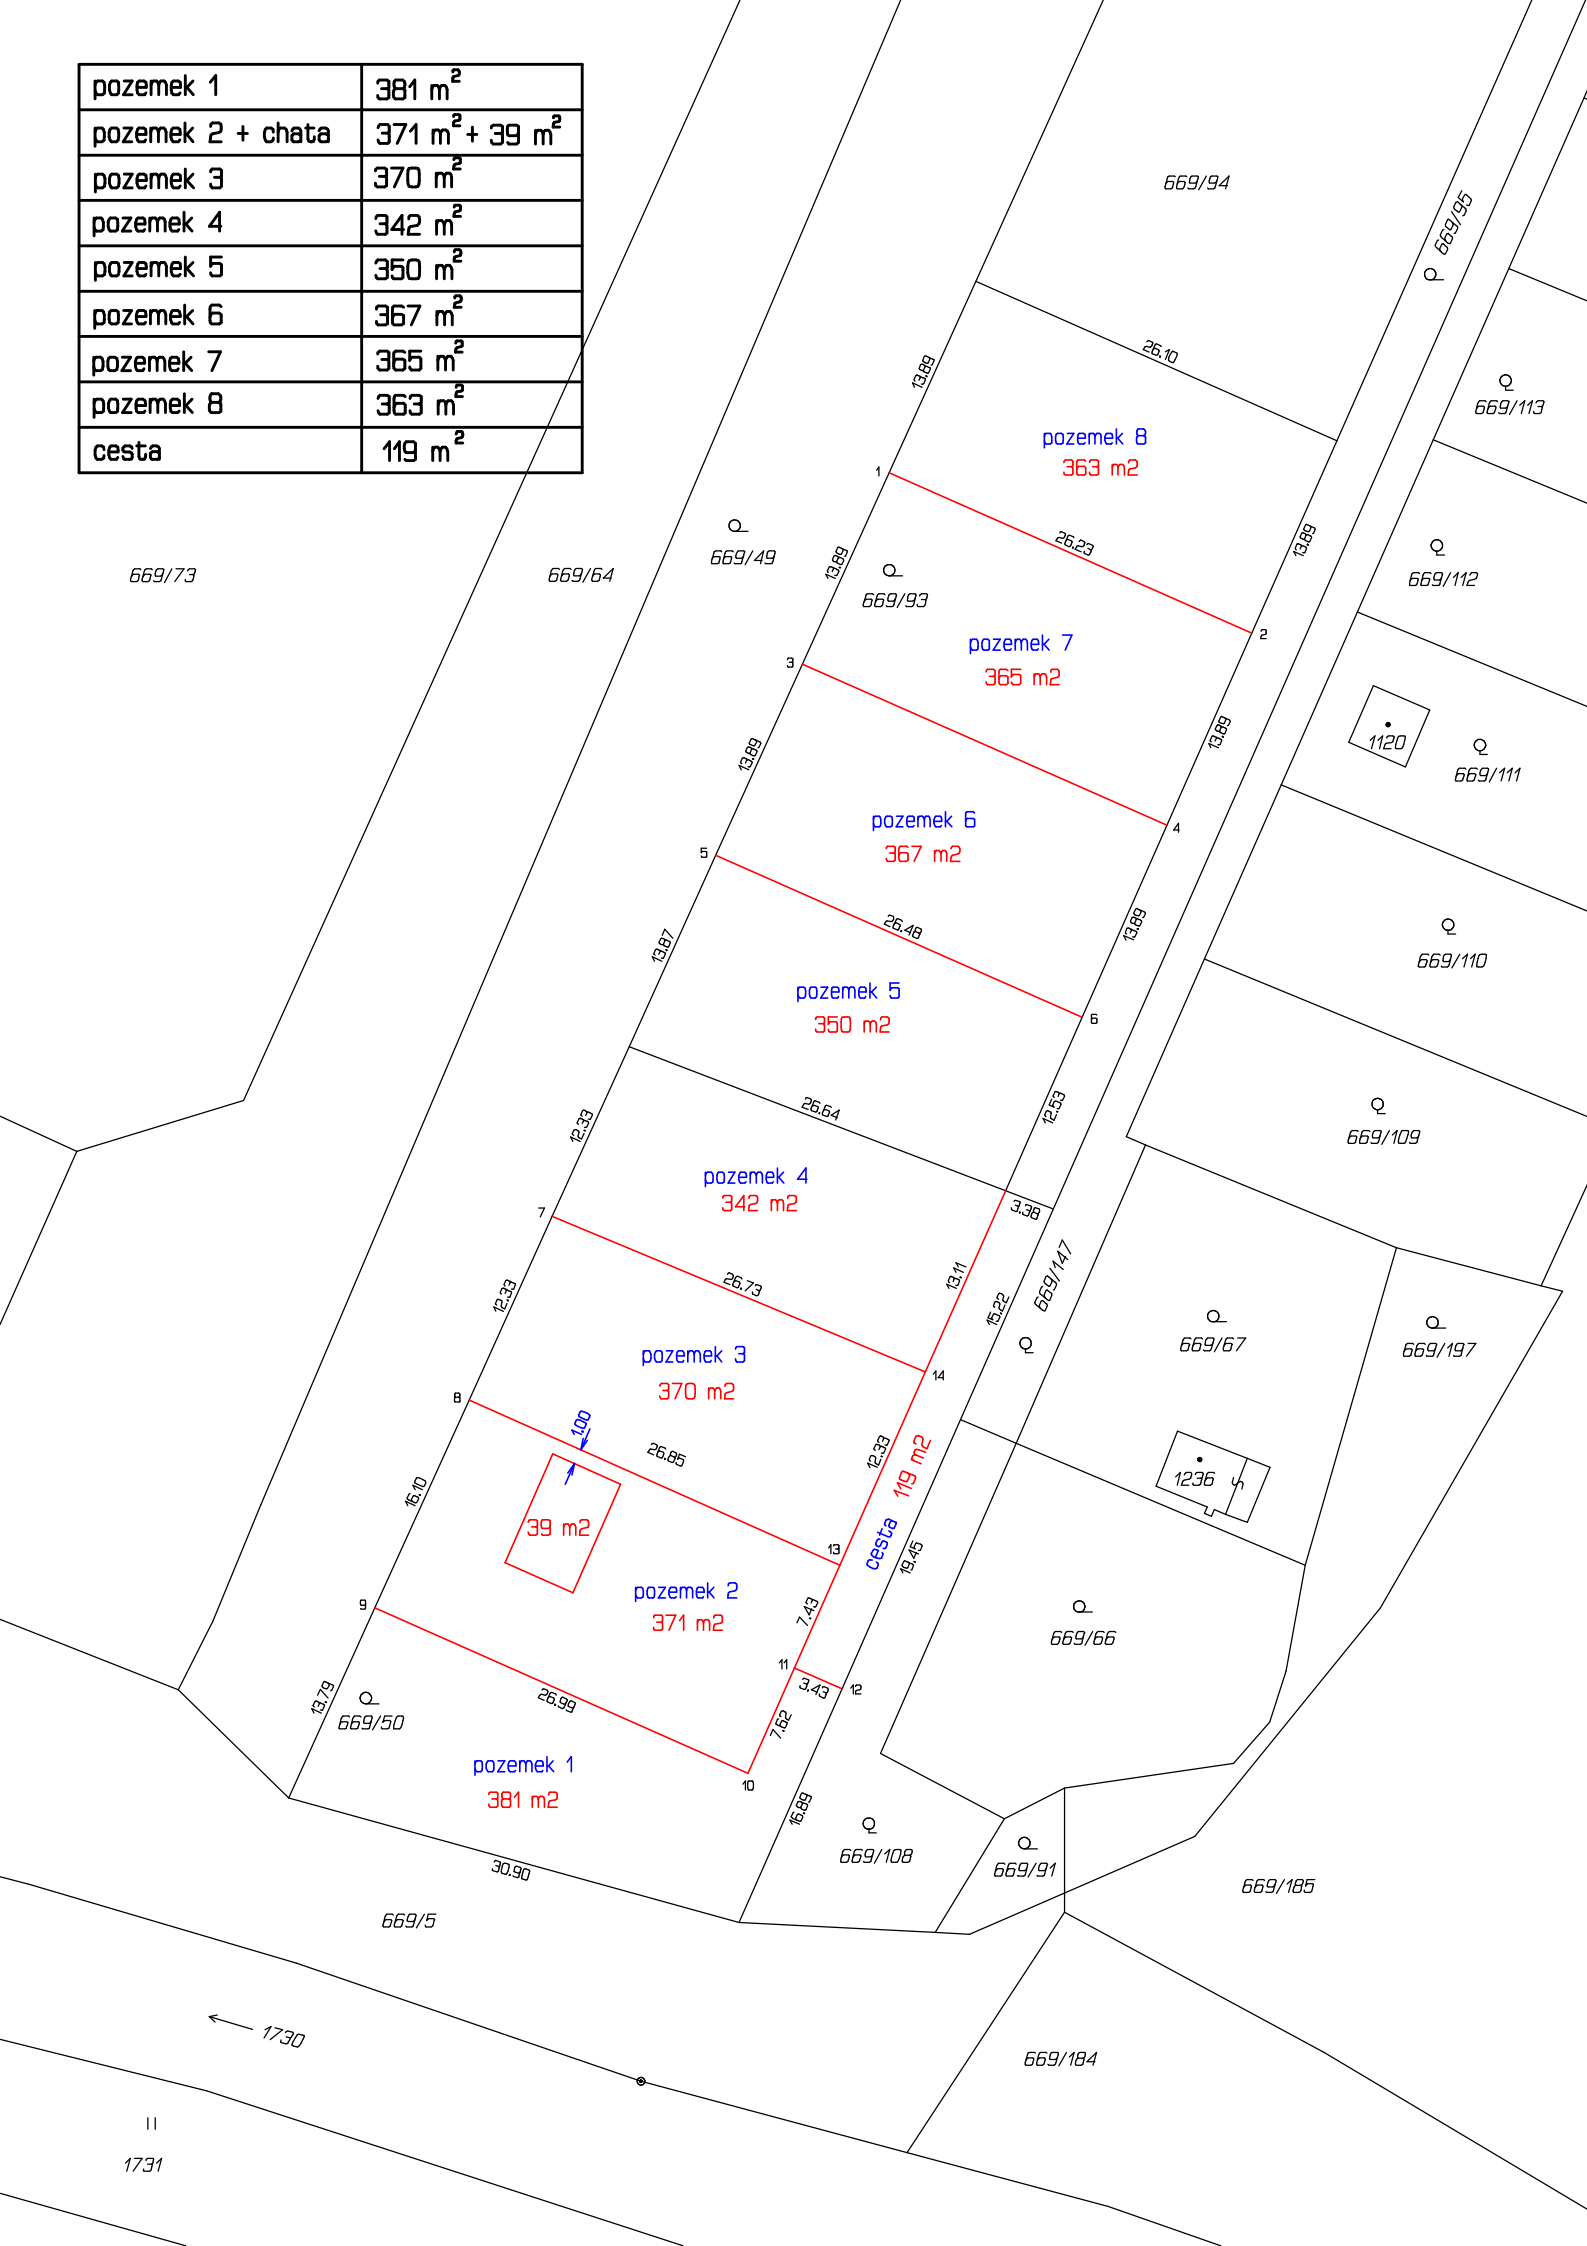 pozemek 1 381 m²
pozemek 2 + chata 371 m² + 39 m²
pozemek 3 370 m²
pozemek 4 342 m²
pozemek 5 350 m²
pozemek 6 367 m²
pozemek 7 365 m²
pozemek 8 363 m²
cesta 119 m²
669/94
669/95
26.10
13.89
669/113
pozemek 8
363 m2
1
26.23
13.89
669/73
669/64
669/49
13.89
669/93
669/112
2
pozemek 7
365 m2
3
13.89
13.89
1120
669/111
pozemek 6
367 m2
4
5
26.48
13.89
13.87
669/110
pozemek 5
350 m2
6
26.64
12.53
12.33
669/109
pozemek 4
342 m2
3.38
7
26.73
13.11
15.22
669/147
12.33
669/67
669/197
pozemek 3
370 m2
14
8
1.00
26.85
12.33
119 m2
1236
16.10
39 m2
cesta
13
19.45
pozemek 2
371 m2
9
7.43
669/66
11
3.43
12
13.79
669/50
26.99
7.62
pozemek 1
381 m2
10
16.89
30.90
669/108
669/91
669/185
669/5
1730
669/184
1731